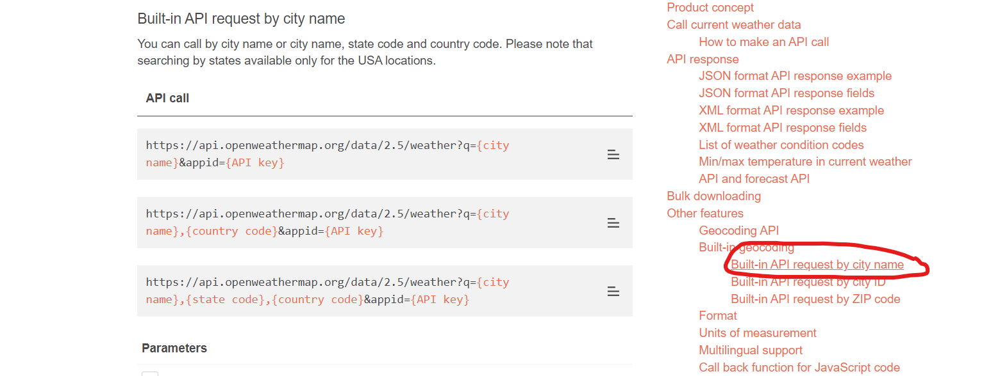 Built-in API request by city name
You can call by city name or city name, state code and country code. Please note that
searching by states available only for the USA locations.
API call
https://api.openweathermap.org/data/2.5/weather?q={city
name}&appid={API key}
https://api.openweathermap.org/data/2.5/weather?q={city
name},{country code}&appid={API key}
https://api.openweathermap.org/data/2.5/weather?q={city
name},{state code},{country code}&appid={API key}
Parameters
Product concept
Call current weather data
How to make an API call
API response
JSON format API response example
JSON format API response fields
XML format API response example
XML format API response fields
List of weather condition codes
Min/max temperature in current weather
API and forecast API
Bulk downloading
Other features
Geocoding API
Built-in geocoding
Built-in API request by city name
Built-in API request by city ID
Built-in API request by ZIP code
Format
Units of measurement
Multilingual support
Call back function for JavaScript code